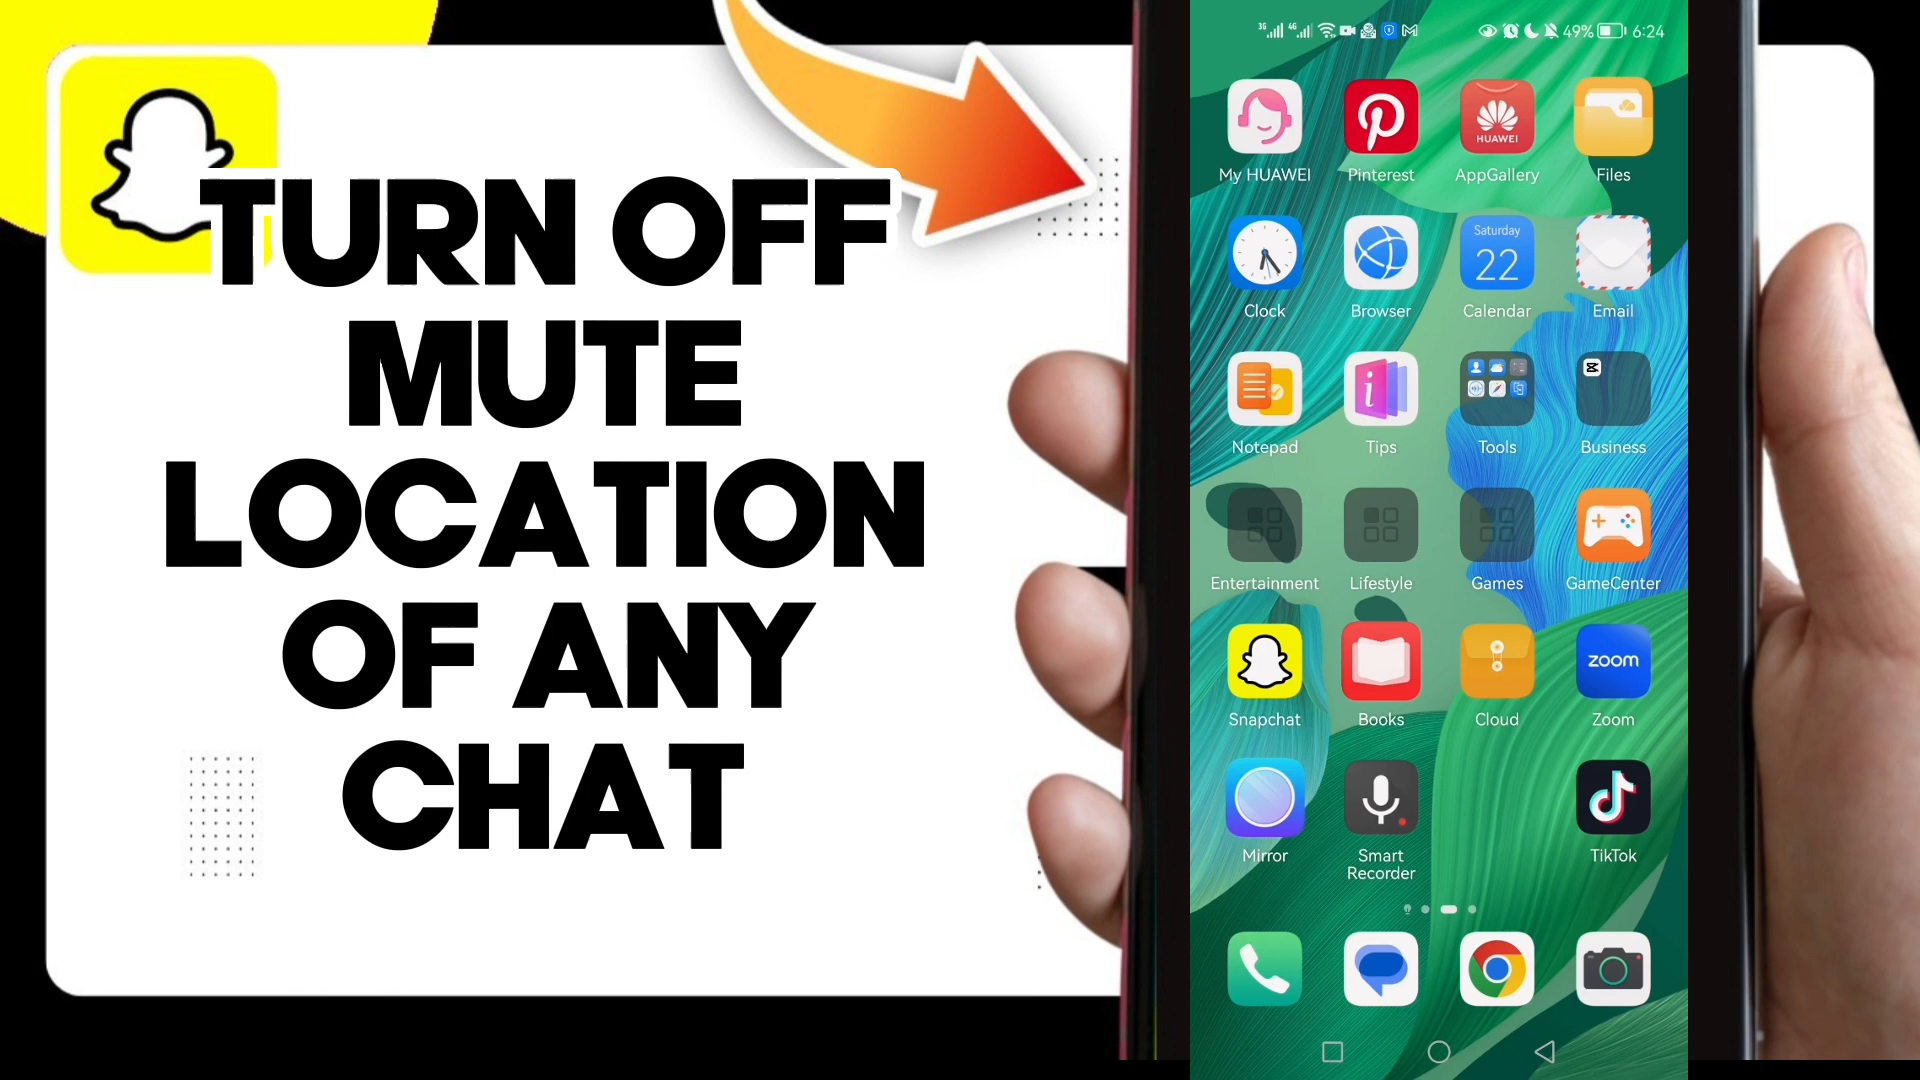 TURN OFF
MUTE
LOCATION
OF ANY
CHAT
3G 4G 49% 6:24
HUAWEI
My HUAWEI Pinterest AppGallery Files
Saturday
22
Clock Browser Calendar Email
Notepad Tips Tools Business
Entertainment Lifestyle Games GameCenter
zoom
Snapchat Books Cloud Zoom
Mirror Smart Recorder TikTok